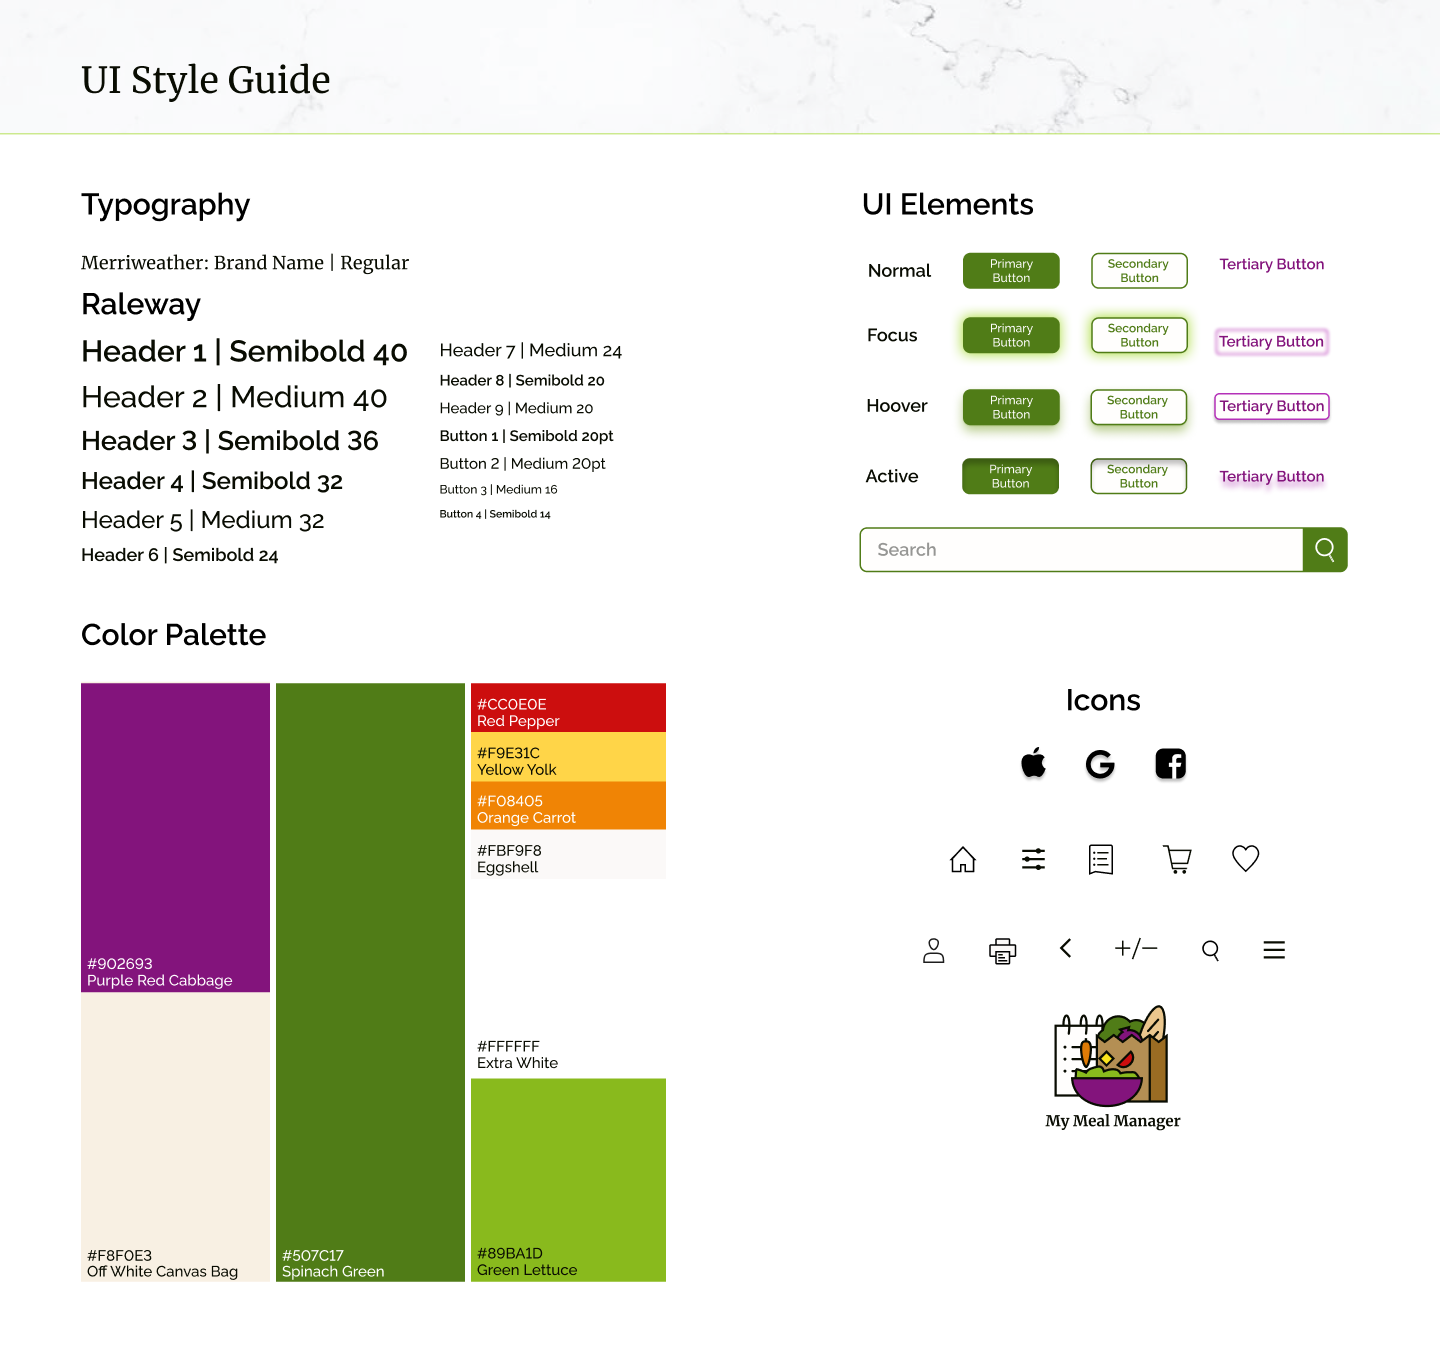 UI Style Guide
Typography
Merriweather: Brand Name | Regular
Raleway
Header 1 | Semibold 40
Header 2 | Medium 40
Header 3 | Semibold 36
Header 4 | Semibold 32
Header 5 | Medium 32
Header 6 | Semibold 24
Header 7 | Medium 24
Header 8 | Semibold 20
Header 9 | Medium 20
Button 1 | Semibold 20pt
Button 2 | Medium 20pt
Button 3 | Medium 16
Button 4 | Semibold 14
UI Elements
Normal
Primary
Button
Secondary
Button
Tertiary Button
Focus
Primary
Button
Secondary
Button
Tertiary Button
Hoover
Primary
Button
Secondary
Button
Tertiary Button
Active
Primary
Button
Secondary
Button
Tertiary Button
Search
Color Palette
#902693
Purple Red Cabbage
#F8F0E3
Off White Canvas Bag
#507C17
Spinach Green
#CC0E0E
Red Pepper
#F9E31C
Yellow Yolk
#F08405
Orange Carrot
#FBF9F8
Eggshell
#FFFFFF
Extra White
#89BA1D
Green Lettuce
Icons
+/−
My Meal Manager